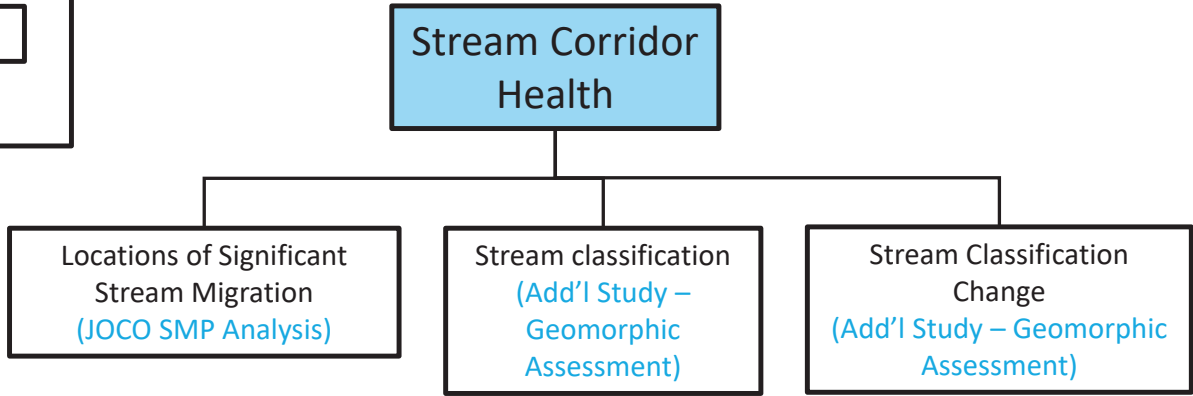 Stream Corridor
Health
Locations of Significant
Stream Migration
(JOCO SMP Analysis)
Stream classification
(Add’l Study –
Geomorphic
Assessment)
Stream Classification
Change
(Add’l Study – Geomorphic
Assessment)